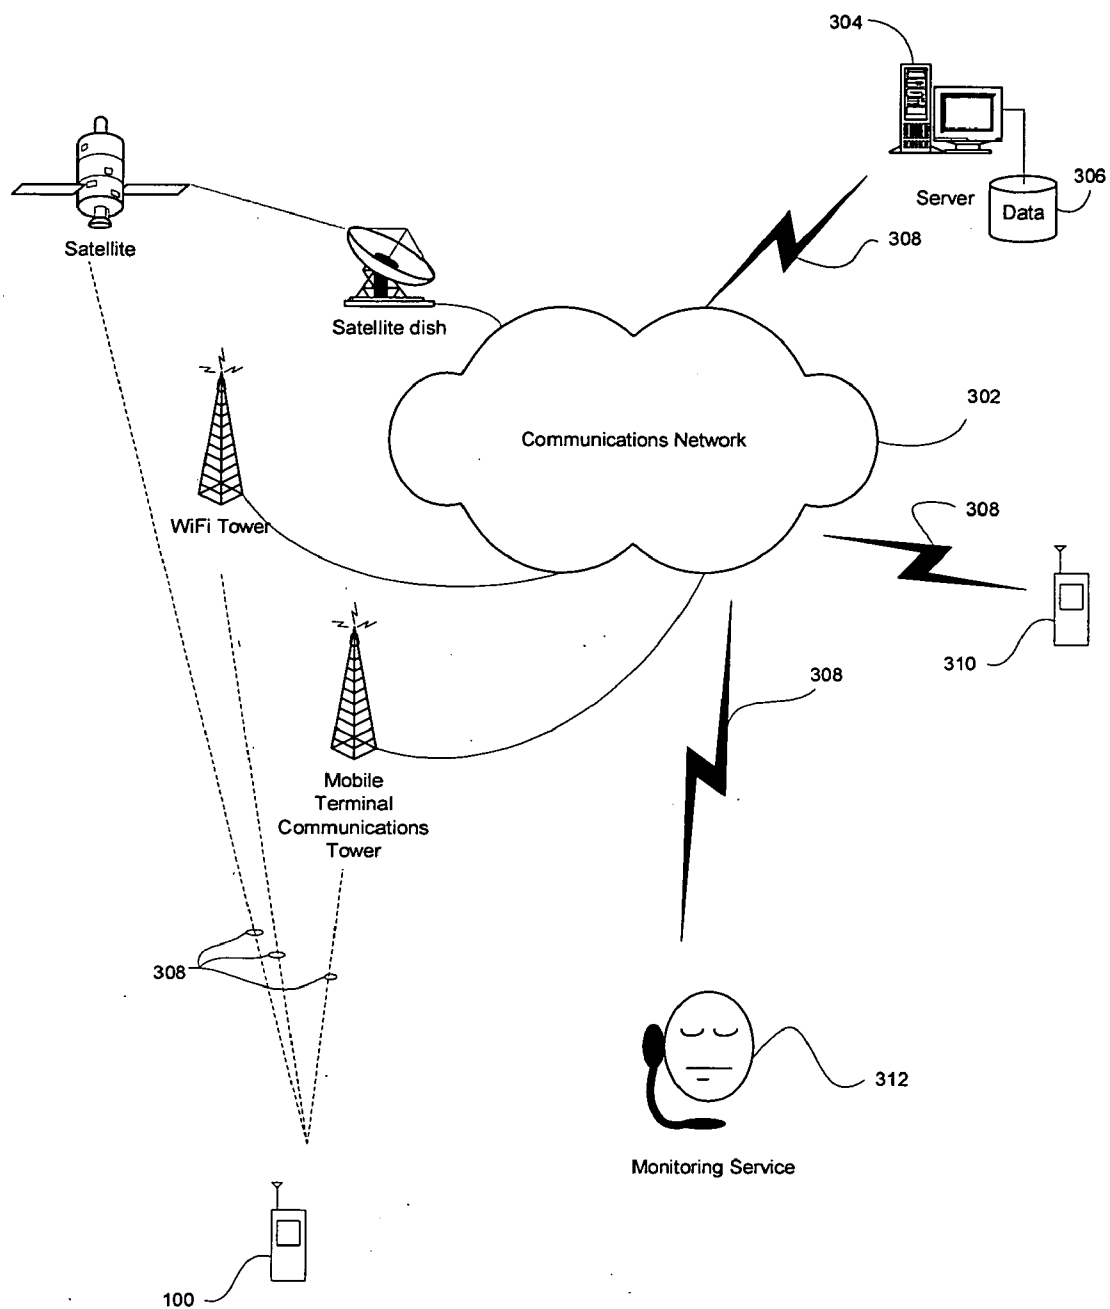 304
306
Server
Data
308
Satellite
Satellite dish
302
Communications Network
WiFi Tower
308
310
308
Mobile
Terminal
Communications
Tower
308
312
Monitoring Service
100